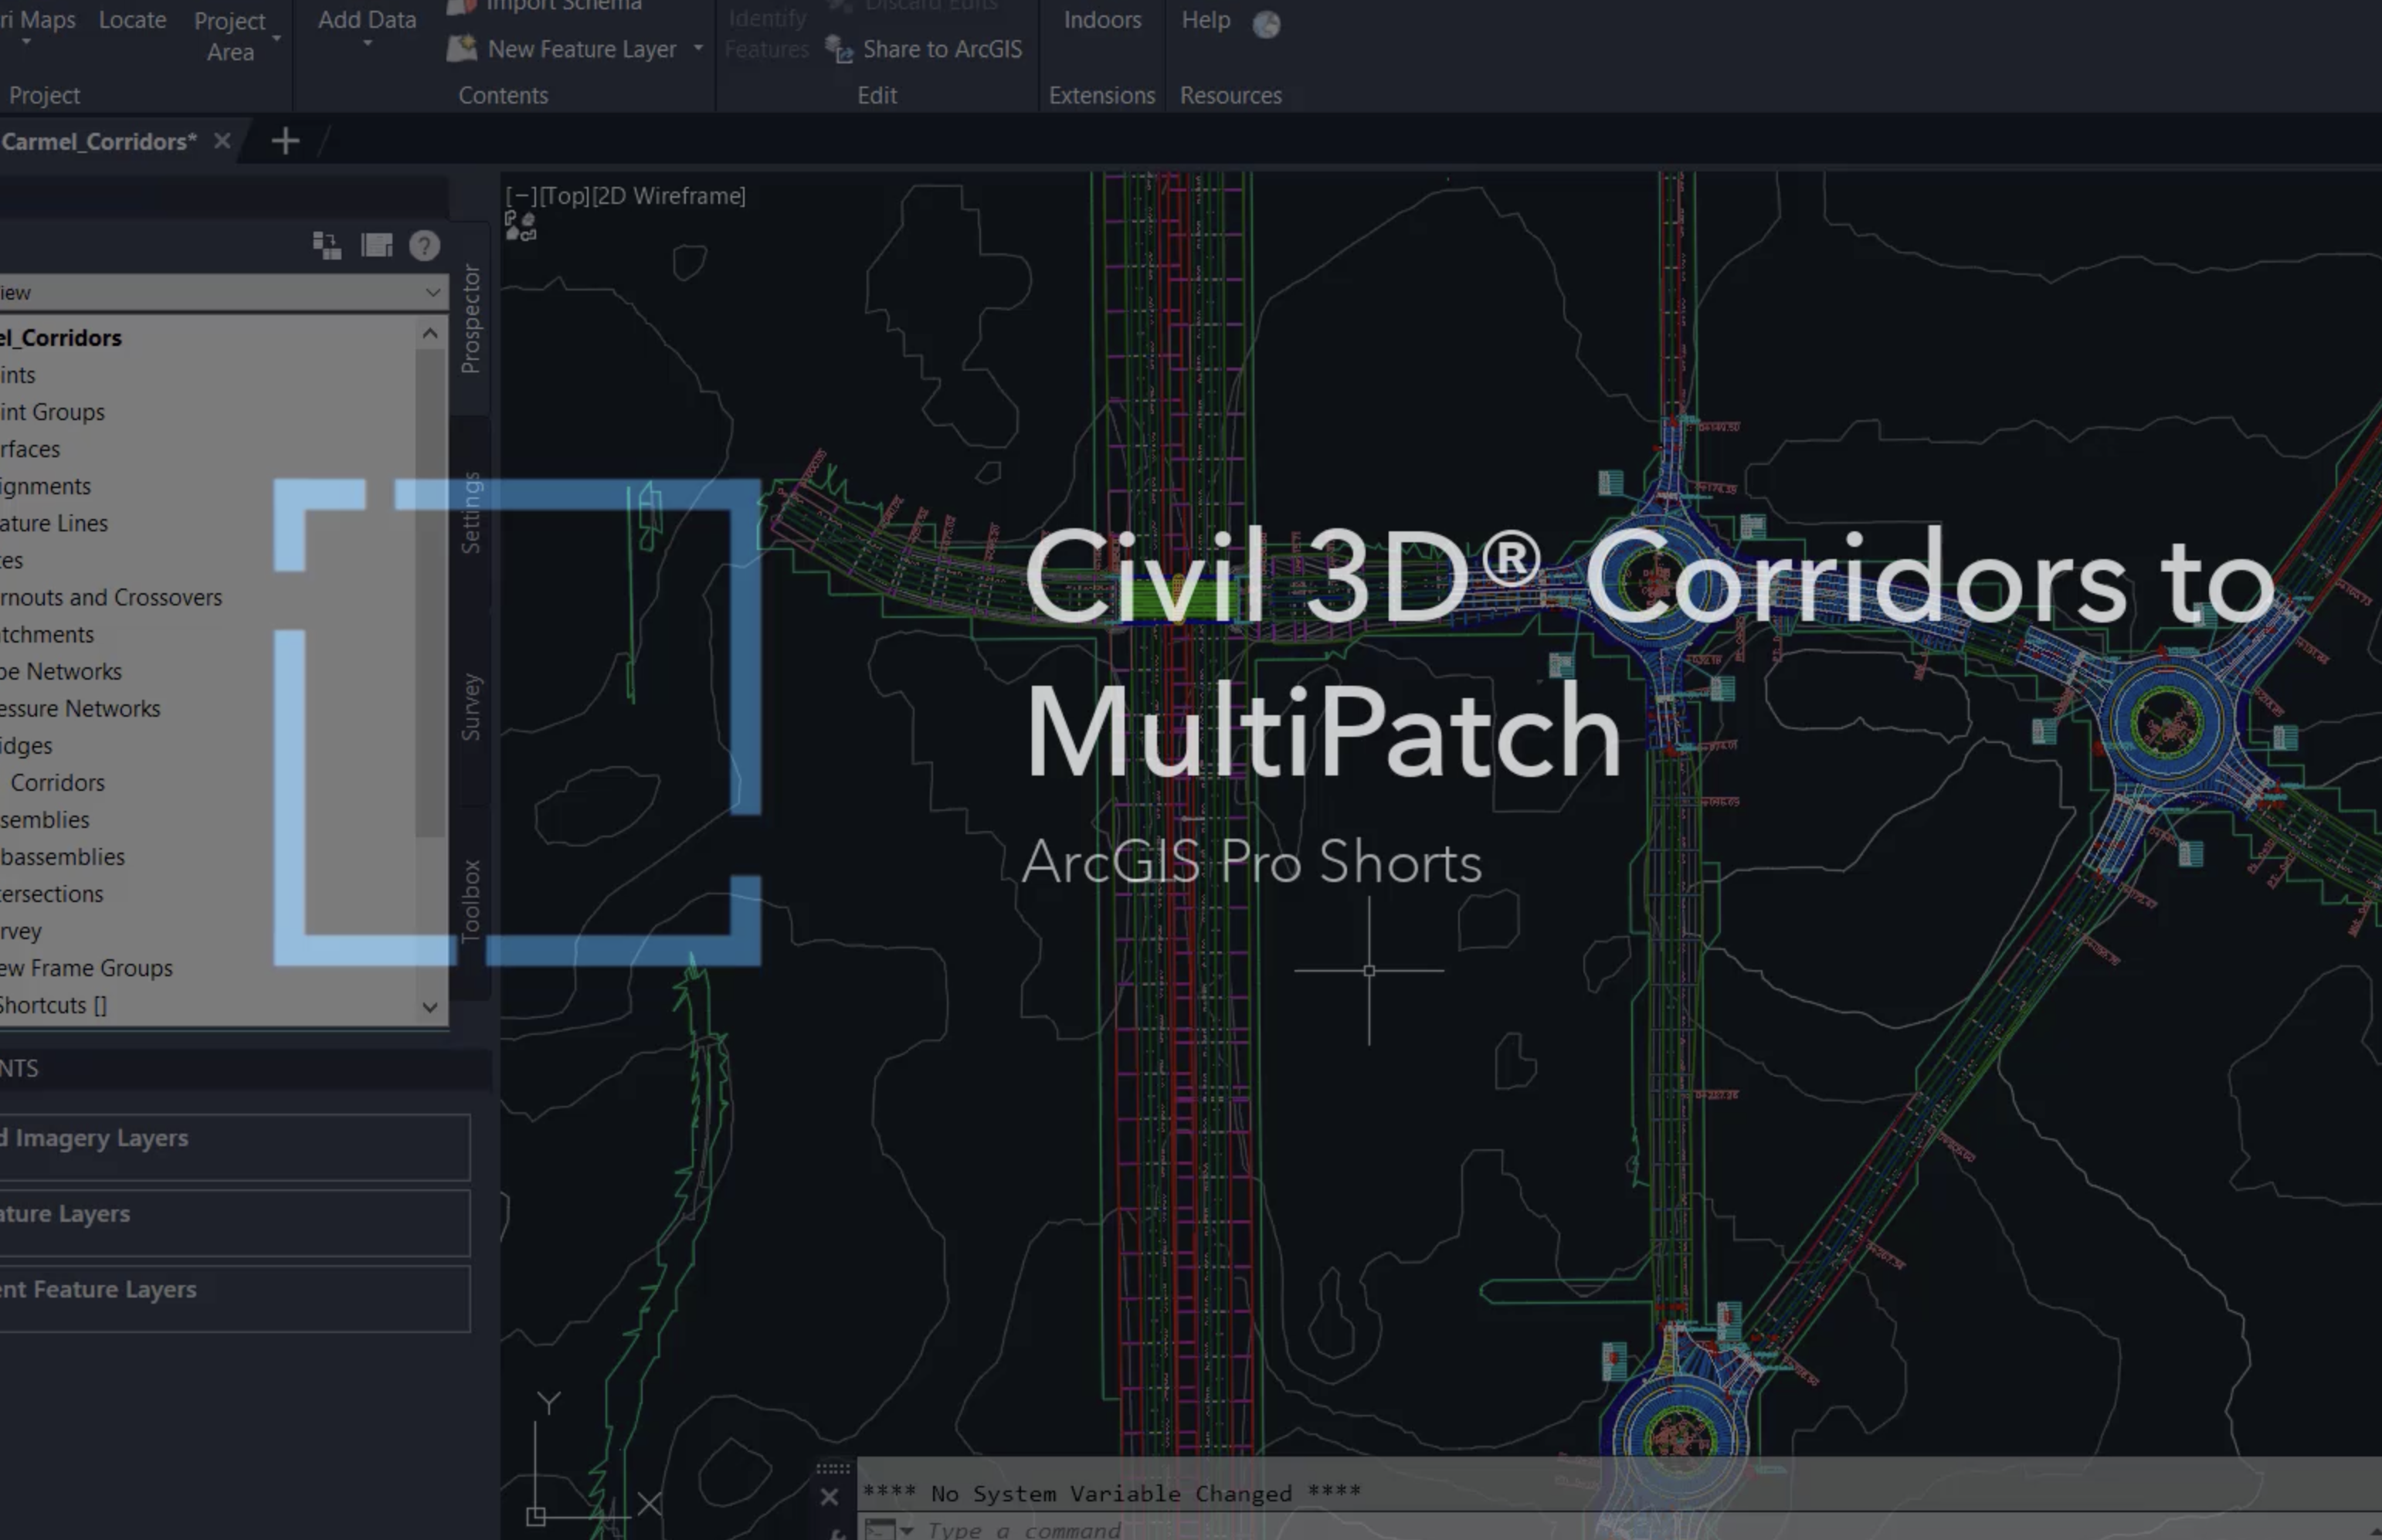 ri Maps
Locate
Project
Area
Add Data
Import Schema
New Feature Layer
Identify
Features
Discard Edits
Share to ArcGIS
Indoors
Help
Project
Contents
Edit
Extensions
Resources
Carmel_Corridors*
[−][Top][2D Wireframe]
iew
el_Corridors
ints
int Groups
rfaces
ignments
ature Lines
tes
rnouts and Crossovers
atchments
pe Networks
essure Networks
idges
Corridors
semblies
bassemblies
tersections
rvey
ew Frame Groups
Shortcuts []
Prospector
Settings
Survey
Toolbox
NTS
d Imagery Layers
ature Layers
ent Feature Layers
Civil 3D® Corridors to
MultiPatch
ArcGIS Pro Shorts
Y
X
**** No System Variable Changed ****
Type a command